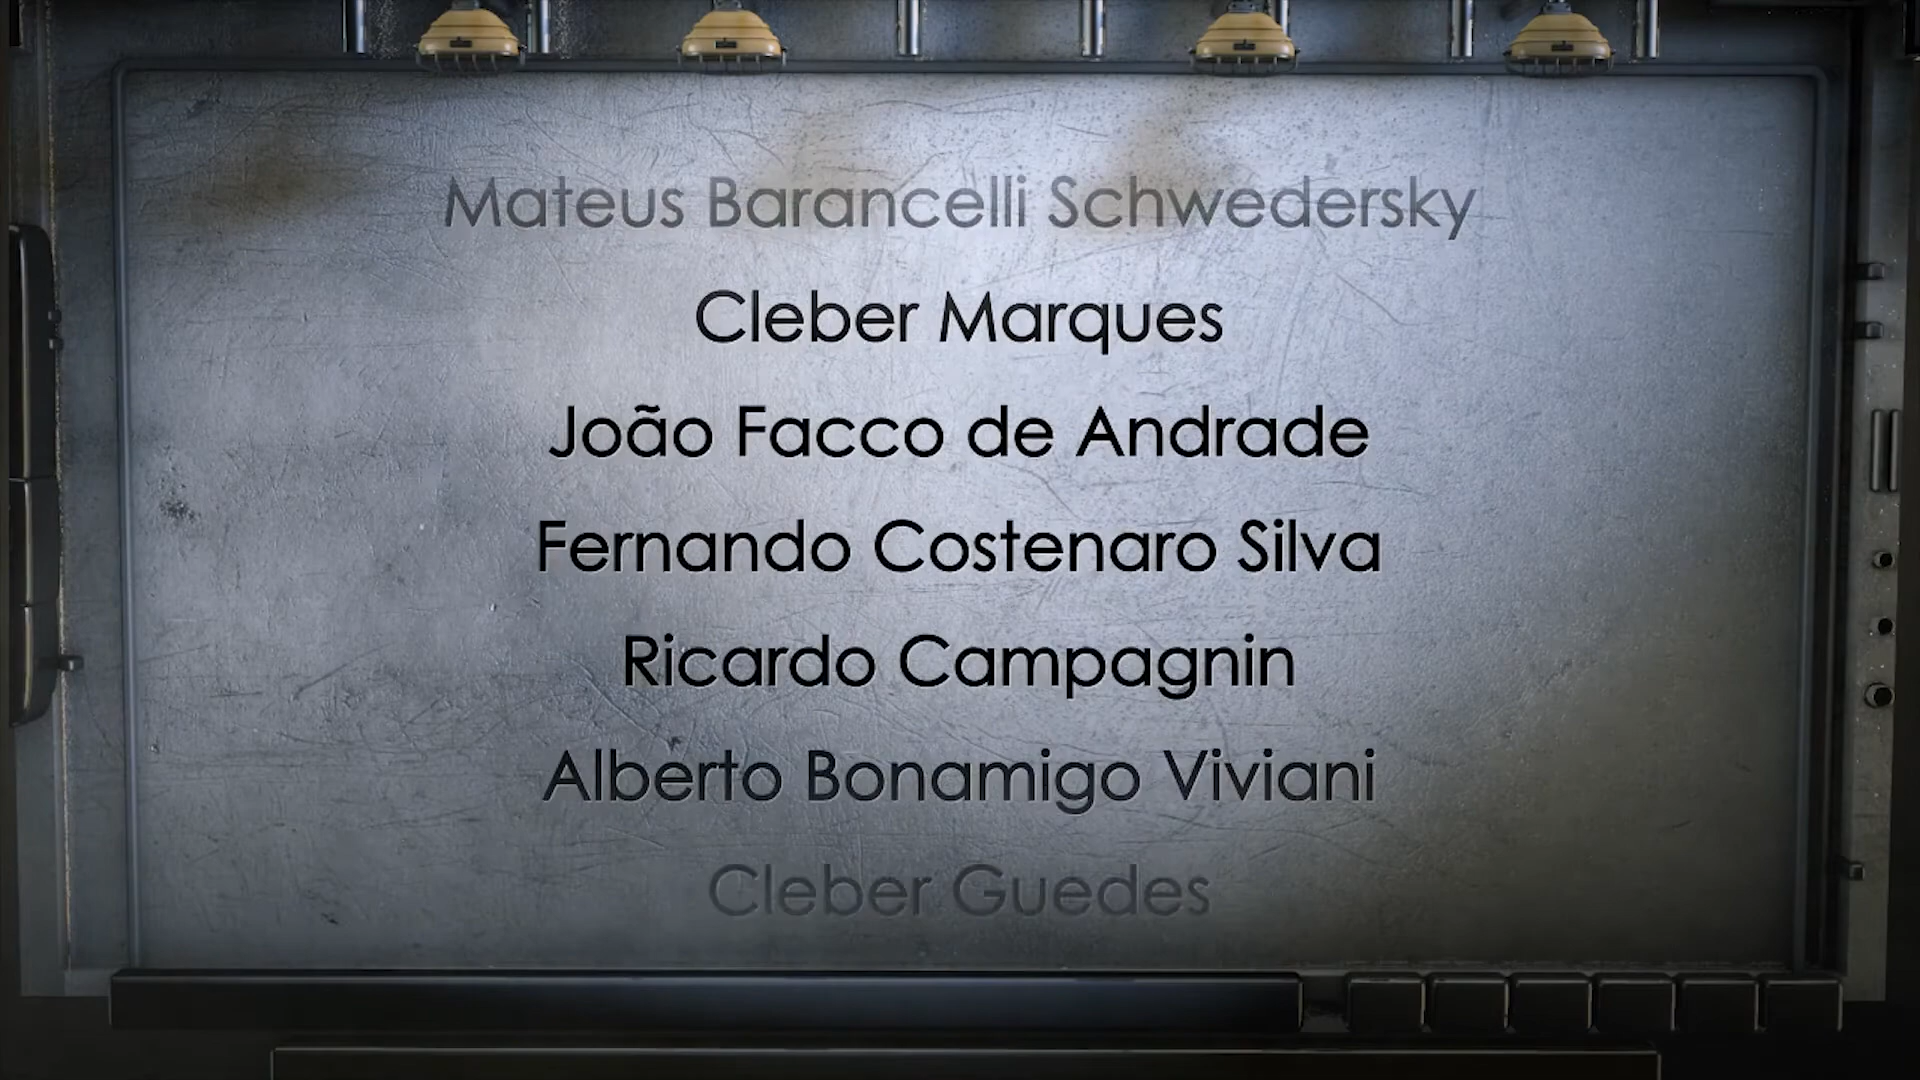 Mateus Barancelli Schwedersky
Cleber Marques
João Facco de Andrade
Fernando Costenaro Silva
Ricardo Campagnin
Alberto Bonamigo Viviani
Cleber Guedes